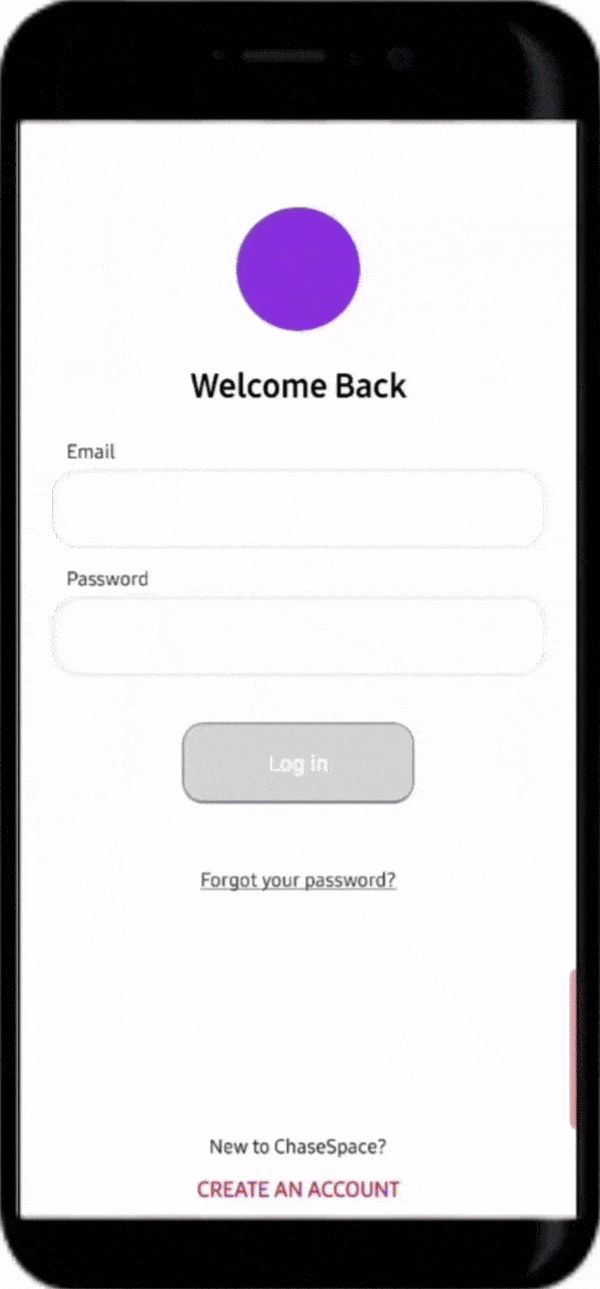 Welcome Back
Email
Password
Log in
Forgot your password?
New to ChaseSpace?
CREATE AN ACCOUNT